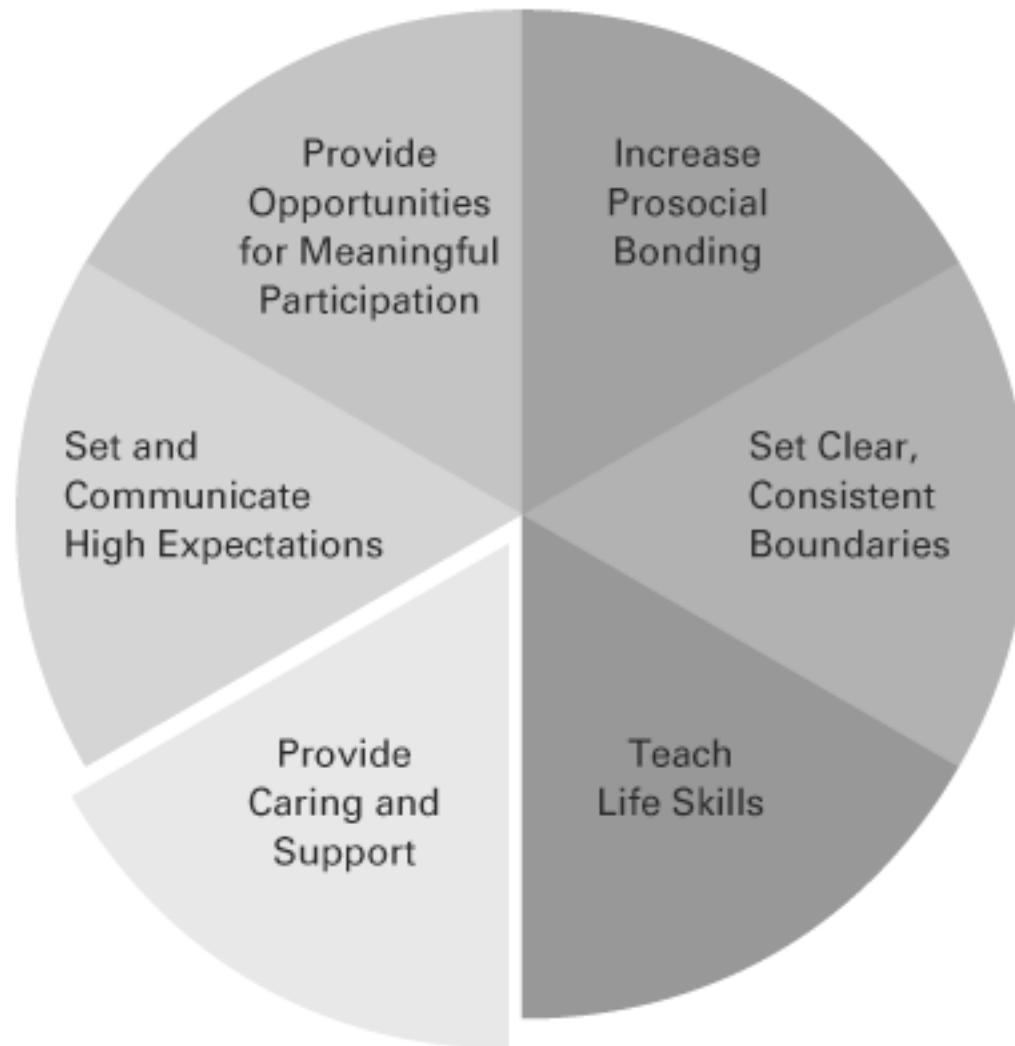 Provide
Opportunities
for Meaningful
Participation
Increase
Prosocial
Bonding
Set and
Communicate
High Expectations
Set Clear,
Consistent
Boundaries
Provide
Caring and
Support
Teach
Life Skills